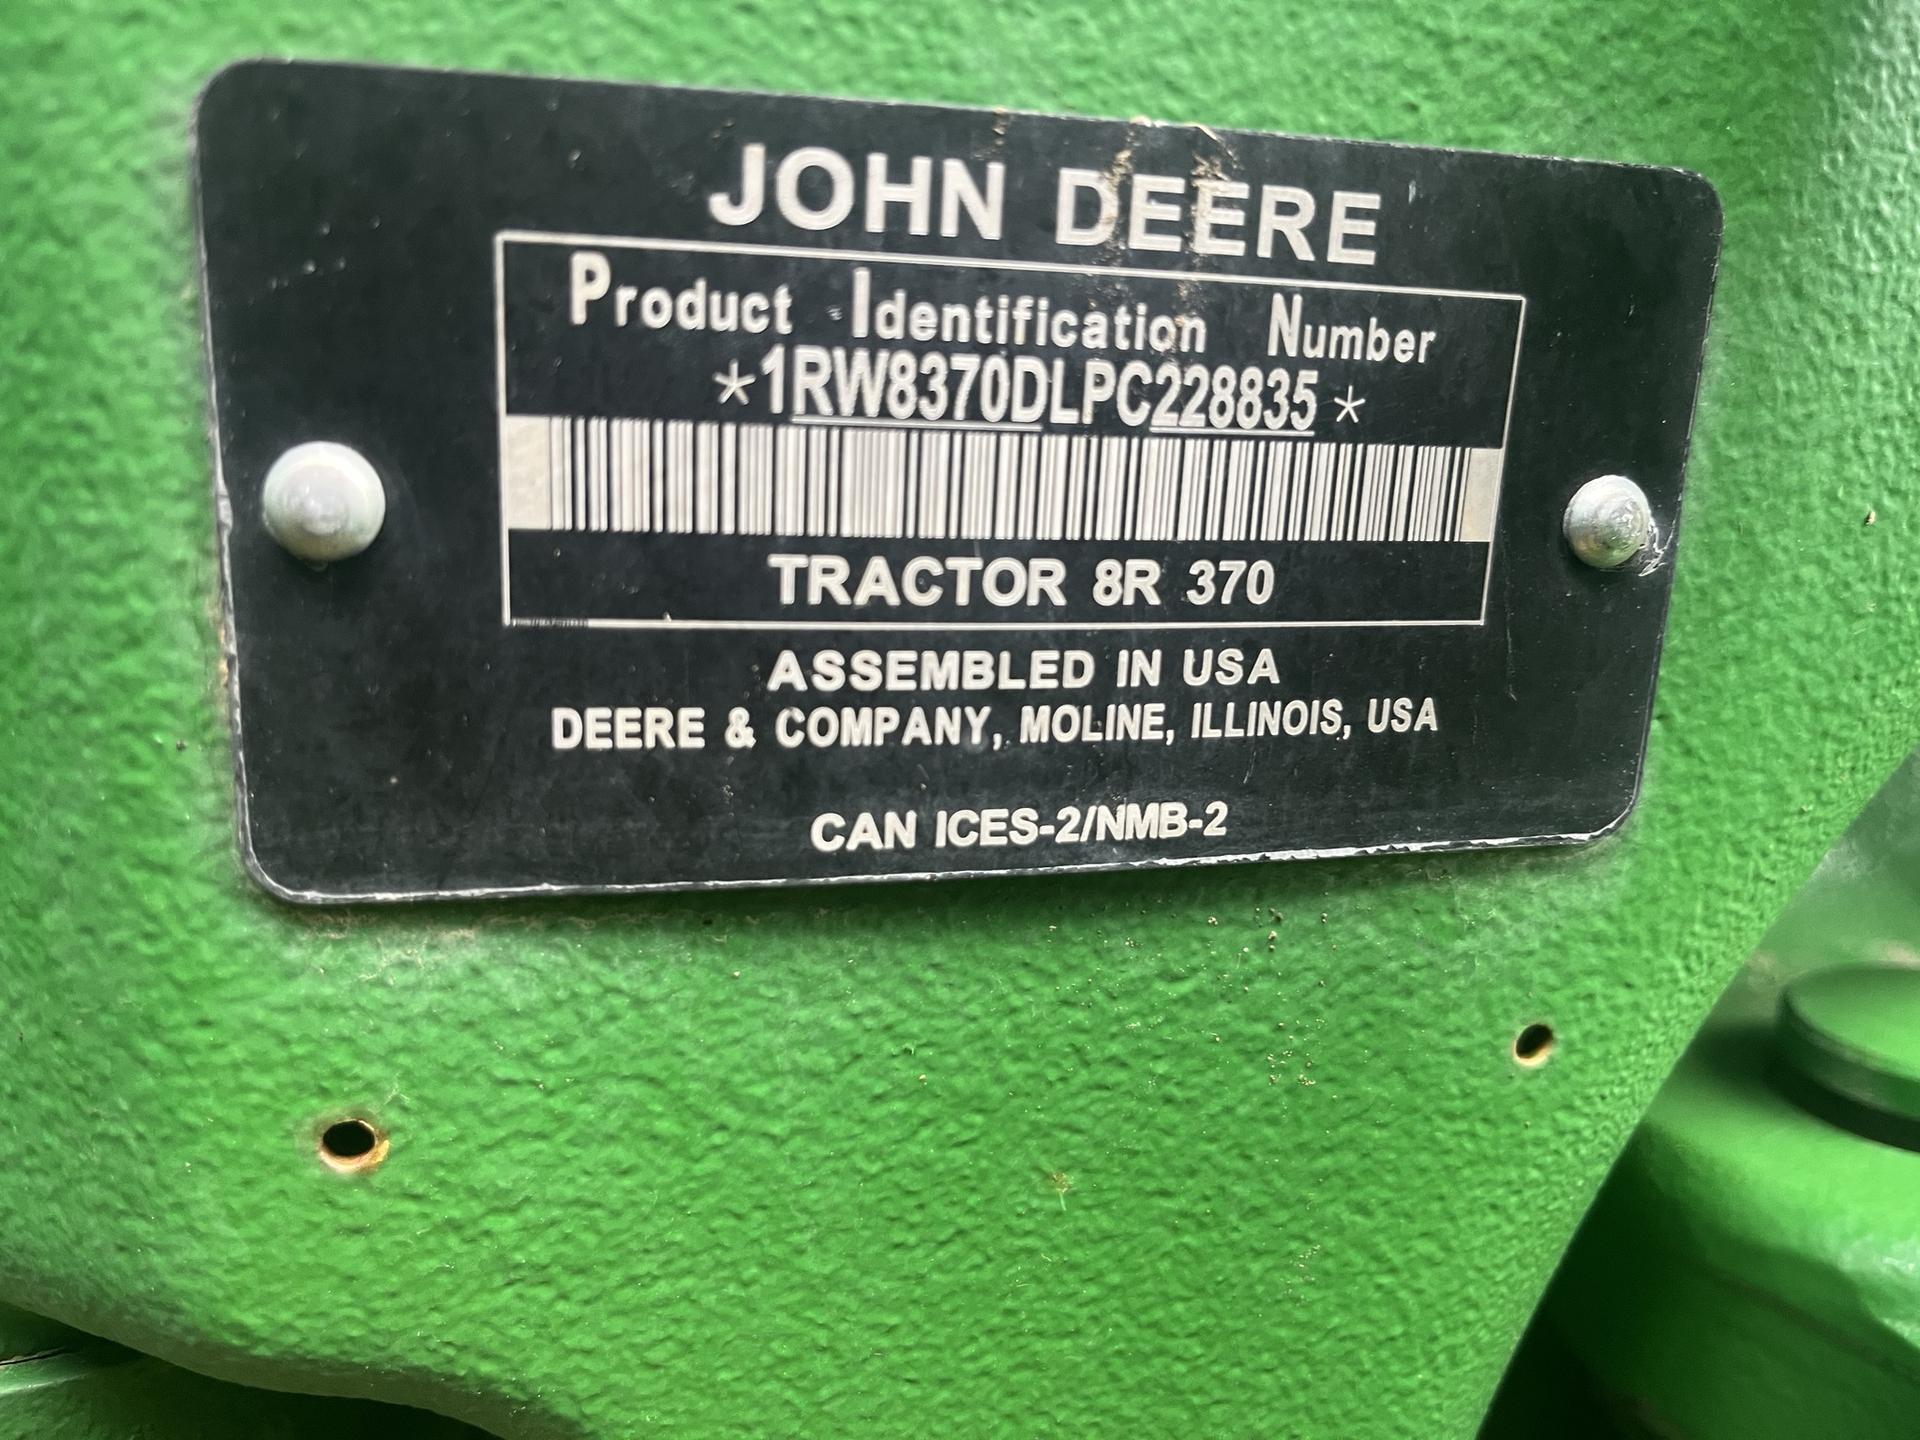 JOHN DEERE
Product Identification Number
*1RW8370DLPC228835*
TRACTOR 8R 370
ASSEMBLED IN USA
DEERE & COMPANY, MOLINE, ILLINOIS, USA
CAN ICES-2/NMB-2